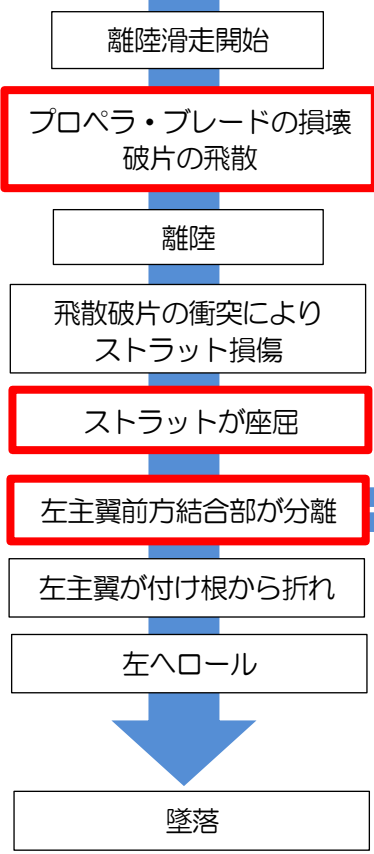 離陸滑走開始
プロペラ・ブレードの損壊
破片の飛散
離陸
飛散破片の衝突により
ストラット損傷
ストラットが座屈
左主翼前方結合部が分離
左主翼が付け根から折れ
左へロール
墜落